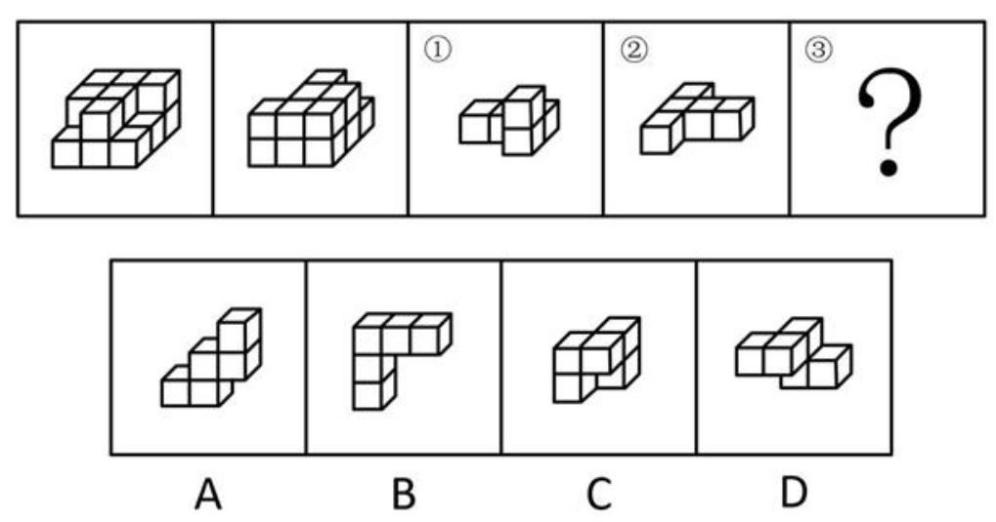 ① ② ③ ?
A B C D